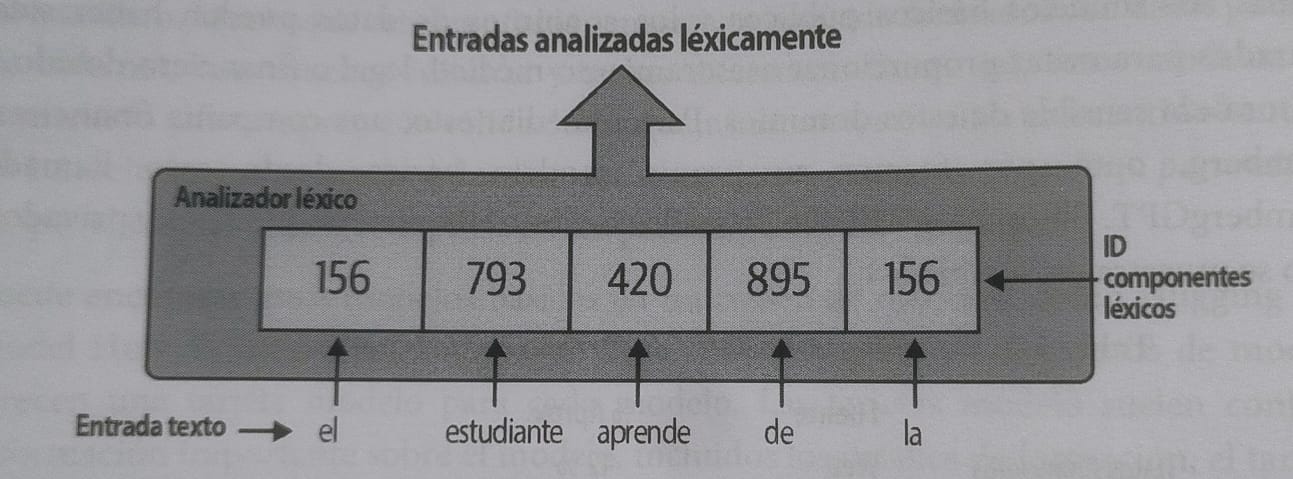 Entradas analizadas léxicamente
Analizador léxico
156 793 420 895 156
ID
componentes
léxicos
Entrada texto el estudiante aprende de la